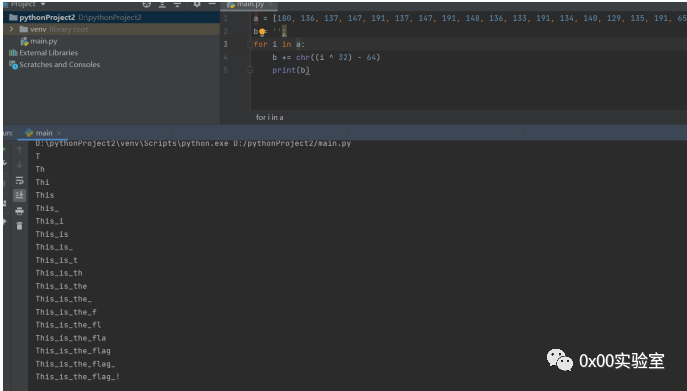 Project
pythonProject2 D:\pythonProject2
venv library root
main.py
External Libraries
Scratches and Consoles
main.py ×
1 a = [180, 136, 137, 147, 191, 137, 147, 191, 148, 136, 133, 191, 134, 140, 129, 135, 191, 65
2 b = '';
3 for i in a:
4 b += chr((i ^ 32) - 64)
5 print(b)
for i in a
un: main ×
D:\pythonProject2\venv\Scripts\python.exe D:/pythonProject2/main.py
T
Th
Thi
This
This_
This_i
This_is
This_is_
This_is_t
This_is_th
This_is_the
This_is_the_
This_is_the_f
This_is_the_fl
This_is_the_fla
This_is_the_flag
This_is_the_flag_
This_is_the_flag_!
0x00实验室